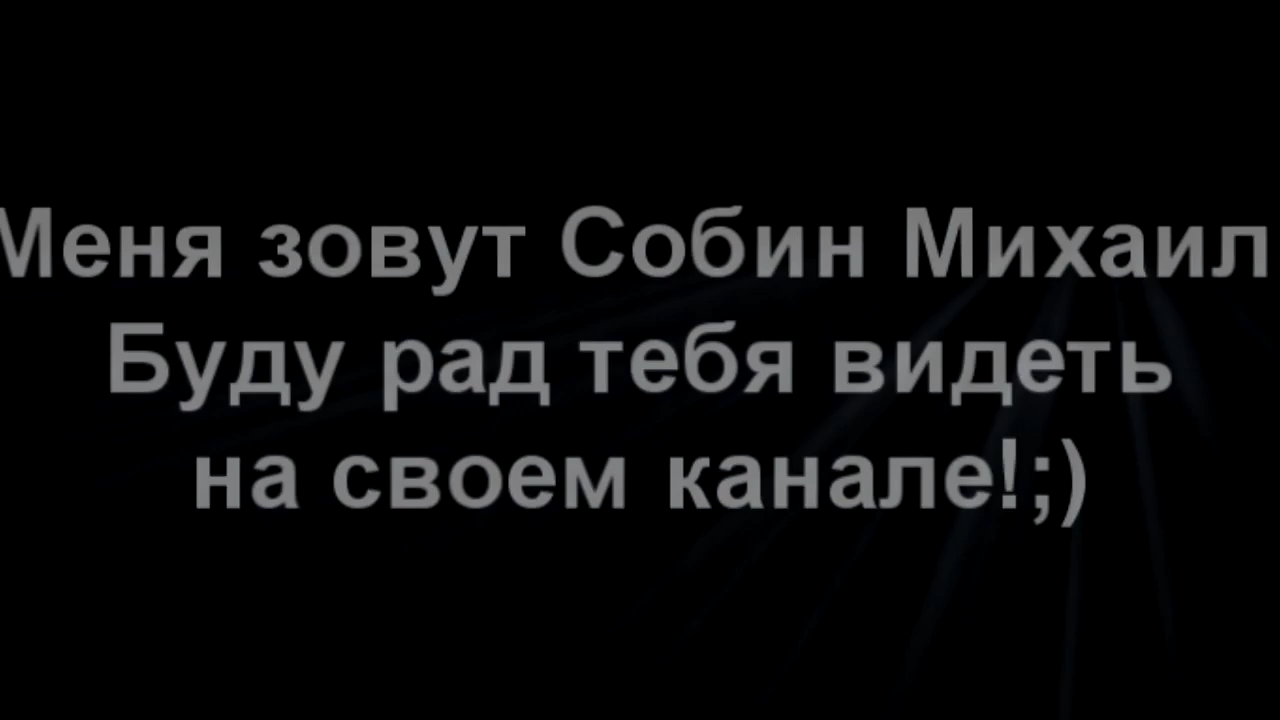 Меня зовут Собин Михаил
Буду рад тебя видеть
на своем канале!;)